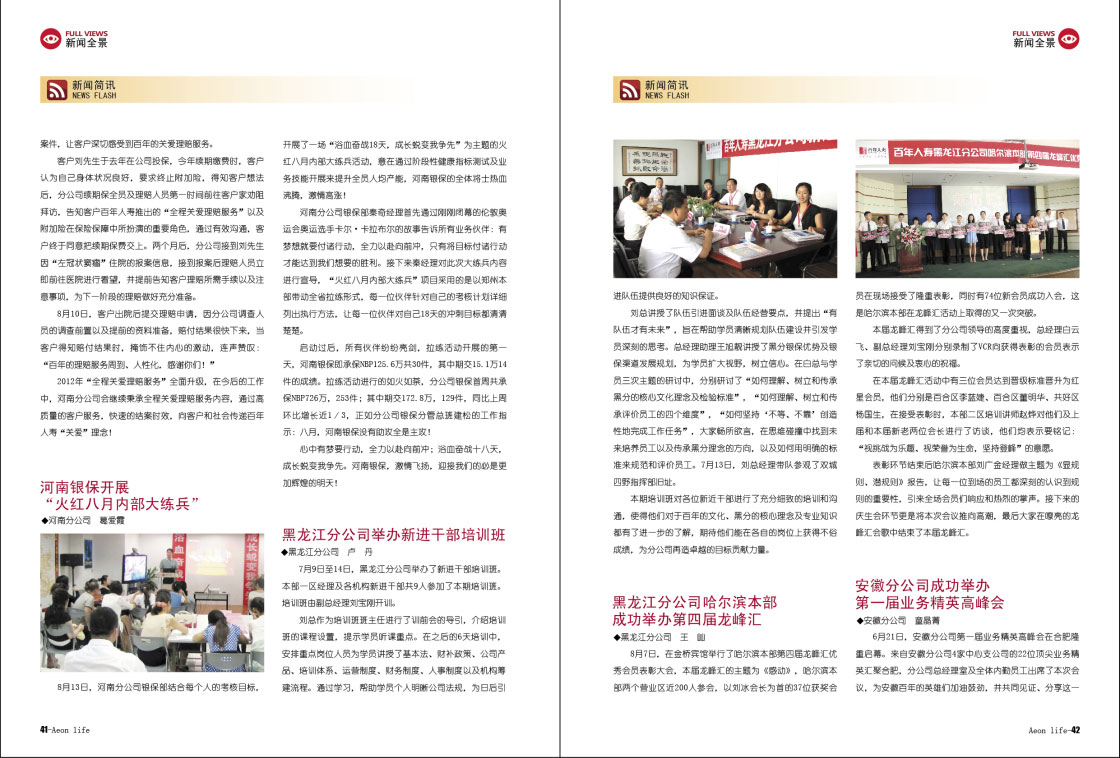 FULL VIEWS
新闻全景
新闻简讯
NEWS FLASH
案件，让客户深切感受到百年的关爱理赔服务。
客户刘先生于去年在公司投保，今年续期缴费时，客户
认为自己身体状况良好，要求终止附加险，得知客户想法
后，分公司续期保全员及理赔人员第一时间前往客户家劝阻
拜访，告知客户百年人寿推出的“全程关爱理赔服务”以及
附加险在保险保障中所扮演的重要角色，通过有效沟通，客
户终于同意把续期保费交上。两个月后，分公司接到刘先生
因“左冠状窦瘤”住院的报案信息，接到报案后理赔人员立
即前往医院进行看望，并提前告知客户理赔所需手续以及注
意事项，为下一阶段的理赔做好充分准备。
8月10日，客户出院后提交理赔申请，因分公司调查人
员的调查前置以及提前的资料准备，赔付结果很快下来，当
客户得知赔付结果时，掩饰不住内心的激动，连声赞叹：
“百年的理赔服务周到、人性化，感谢你们！”
2012年“全程关爱理赔服务”全面升级，在今后的工作
中，河南分公司会继续秉承全程关爱理赔服务内容，通过高
质量的客户服务，快速的结案时效，向客户和社会传递百年
人寿“关爱”理念！
河南银保开展
“火红八月内部大练兵”
◆河南分公司 葛爱霞
8月13日，河南分公司银保部结合每个人的考核目标，
41-Aeon life
开展了一场“浴血奋战18天，成长蜕变我争先”为主题的火
红八月内部大练兵活动，意在通过阶段性健康指标测试及业
务技能开展来提升全员人均产能，河南银保的全体将士热血
沸腾，激情高涨！
河南分公司银保部秦奇经理首先通过刚刚闭幕的伦敦奥
运会奥运选手卡尔·卡拉布尔的故事告诉所有业务伙伴：有
梦想就要付诸行动，全力以赴向前冲，只有将目标付诸行动
才能达到我们想要的胜利。接下来秦经理对此次大练兵内容
进行宣导，“火红八月内部大练兵”项目采用的是以郑州本
部带动全省拉练形式，每一位伙伴针对自己的考核计划详细
列出执行方法，让每一位伙伴对自己18天的冲刺目标都清清
楚楚。
启动过后，所有伙伴纷纷亮剑，拉练活动开展的第一
天，河南银保即承保NBP125.6万共30件，其中期交15.1万14
件的成绩。拉练活动进行的如火如荼，分公司银保首周共承
保NBP726万，253件；其中期交172.8万，129件，同比上周
环比增长近1／3，正如分公司银保分管总班建松的工作指
示：八月，河南银保没有助攻全是主攻！
心中有梦要行动，全力以赴向前冲；浴血奋战十八天，
成长蜕变我争先。河南银保，激情飞扬，迎接我们的必是更
加辉煌的明天！
黑龙江分公司举办新进干部培训班
◆黑龙江分公司 卢 丹
7月9日至14日，黑龙江分公司举办了新进干部培训班。
本部一区经理及各机构新进干部共9人参加了本期培训班。
培训班由副总经理刘宝刚开训。
刘总作为培训班班主任进行了训前会的导引，介绍培训
班的课程设置，提示学员听课重点。在之后的6天培训中，
安排重点岗位人员为学员讲授了基本法、财补政策、公司产
品、培训体系、运营制度、财务制度、人事制度以及机构筹
建流程。通过学习，帮助学员个人明晰公司法规，为日后引
FULL VIEWS
新闻全景
新闻简讯
NEWS FLASH
进队伍提供良好的知识保证。
刘总讲授了队伍引进面谈及队伍经营要点，并提出“有
队伍才有未来”，旨在帮助学员清晰规划队伍建设并引发学
员深刻的思考。总经理助理王旭靓讲授了黑分银保优势及银
保渠道发展规划，为学员扩大视野，树立信心。在白总与学
员三次主题的研讨中，分别研讨了“如何理解、树立和传承
黑分的核心文化理念及检验标准”，“如何理解、树立和传
承评价员工的四个维度”，“如何坚持‘不等、不靠’创造
性地完成工作任务”，大家畅所欲言，在思维碰撞中找到未
来培养员工以及传承黑分理念的方向，以及如何用明确的标
准来规范和评价员工。7月13日，刘总经理带队参观了双城
四野指挥部旧址。
本期培训班对各位新近干部进行了充分细致的培训和沟
通，使得他们对于百年的文化、黑分的核心理念及专业知识
都有了进一步的了解，期待他们能在各自的岗位上获得不俗
成绩，为分公司再造卓越的目标贡献力量。
黑龙江分公司哈尔滨本部
成功举办第四届龙峰汇
◆黑龙江分公司 王
8月7日，在金桥宾馆举行了哈尔滨本部第四届龙峰汇优
秀会员表彰大会，本届龙峰汇的主题为《感动》，哈尔滨本
部两个营业区近200人参会，以刘冰会长为首的37位获奖会
百年人寿黑龙江分公司哈尔滨本部第四届龙峰汇优
员在现场接受了隆重表彰，同时有74位新会员成功入会，这
是哈尔滨本部在龙峰汇活动上取得的又一次突破。
本届龙峰汇得到了分公司领导的高度重视，总经理白云
飞、副总经理刘宝刚分别录制了VCR向获得表彰的会员表示
了亲切的问候及衷心的祝福。
在本届龙峰汇活动中有三位会员达到晋级标准晋升为红
星会员，他们分别是百合区李蓝婕，百合区董明华，共好区
杨国生，在接受表彰时，本部二区培训讲师赵烨对他们及上
届和本届新老两位会长进行了访谈，他们均表示要铭记：
“视挑战为乐趣、视荣誉为生命，坚持登峰”的意愿。
表彰环节结束后哈尔滨本部刘广金经理做主题为《显规
则、潜规则》报告，让每一位到场的员工都深刻的认识到规
则的重要性，引来全场会员们响应和热烈的掌声。接下来的
庆生会环节更是将本次会议推向高潮，最后大家在嘹亮的龙
峰汇会歌中结束了本届龙峰汇。
安徽分公司成功举办
第一届业务精英高峰会
◆安徽分公司 童晶菁
6月21日，安徽分公司第一届业务精英高峰会在合肥隆
重启幕。来自安徽分公司4家中心支公司的22位顶尖业务精
英汇聚合肥，分公司总经理室及全体内勤员工出席了本次会
议，为安徽百年的英雄们加油鼓劲，并共同见证、分享这一
Aeon life-42